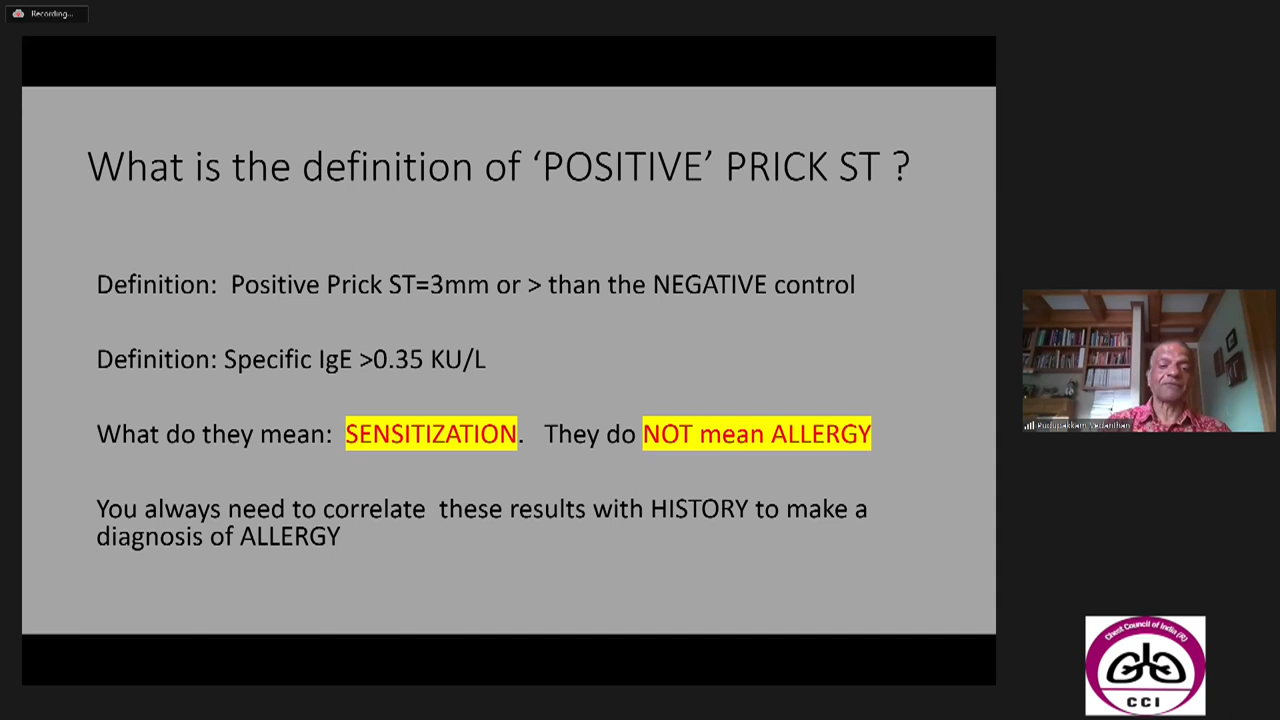 Recording...
What is the definition of ‘POSITIVE’ PRICK ST ?
Definition:  Positive Prick ST=3mm or > than the NEGATIVE control
Definition: Specific IgE >0.35 KU/L
What do they mean:  SENSITIZATION.   They do NOT mean ALLERGY
You always need to correlate  these results with HISTORY to make a
diagnosis of ALLERGY
Pudupakkam Vedanthan
Chest Council of India (R)
CCI